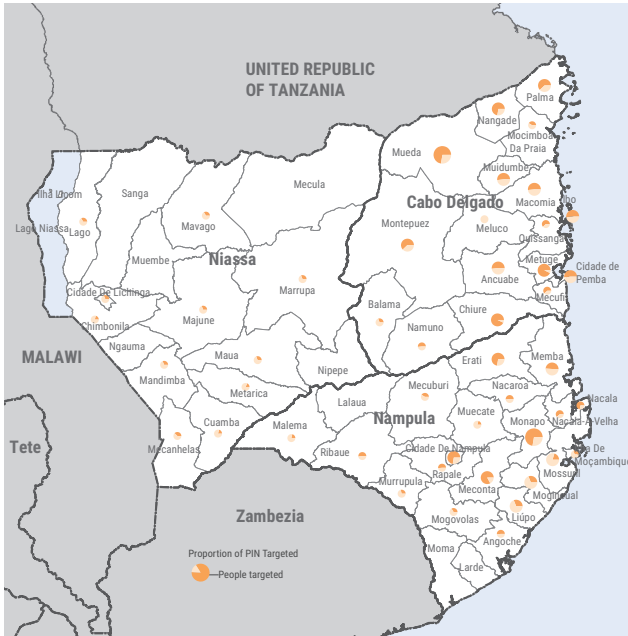 UNITED REPUBLIC
OF TANZANIA
Palma
Nangade
Mocimboa
Da Praia
Mueda
Muidumbe
Mecula
Sanga
Ilha
Cabo Delgado
Macomia
Ibo
Mavago
Montepuez
Meluco
Lago Niassa
Lago
Quissanga
Muembe
Niassa
Metuge
Cidade de
Pemba
Ancuabe
Marrupa
Mecufi
Cidade De Lichinga
Balama
Chiure
Majune
Chimbonila
Namuno
Ngauma
MALAWI
Maua
Erati
Memba
Nipepe
Mandimba
Mecuburi
Nacaroa
Metarica
Lalaua
Nacala
Nampula
Muecate
Monapo
Nacala-A-Velha
Cuamba
Malema
Tete
Mecanhelas
Cidade De Nampula
Ribaue
De
Moçambique
Rapale
Mossuril
Murrupula
Meconta
Mogincual
Zambezia
Mogovolas
Liúpo
Angoche
Moma
Proportion of PIN Targeted
Larde
People targeted